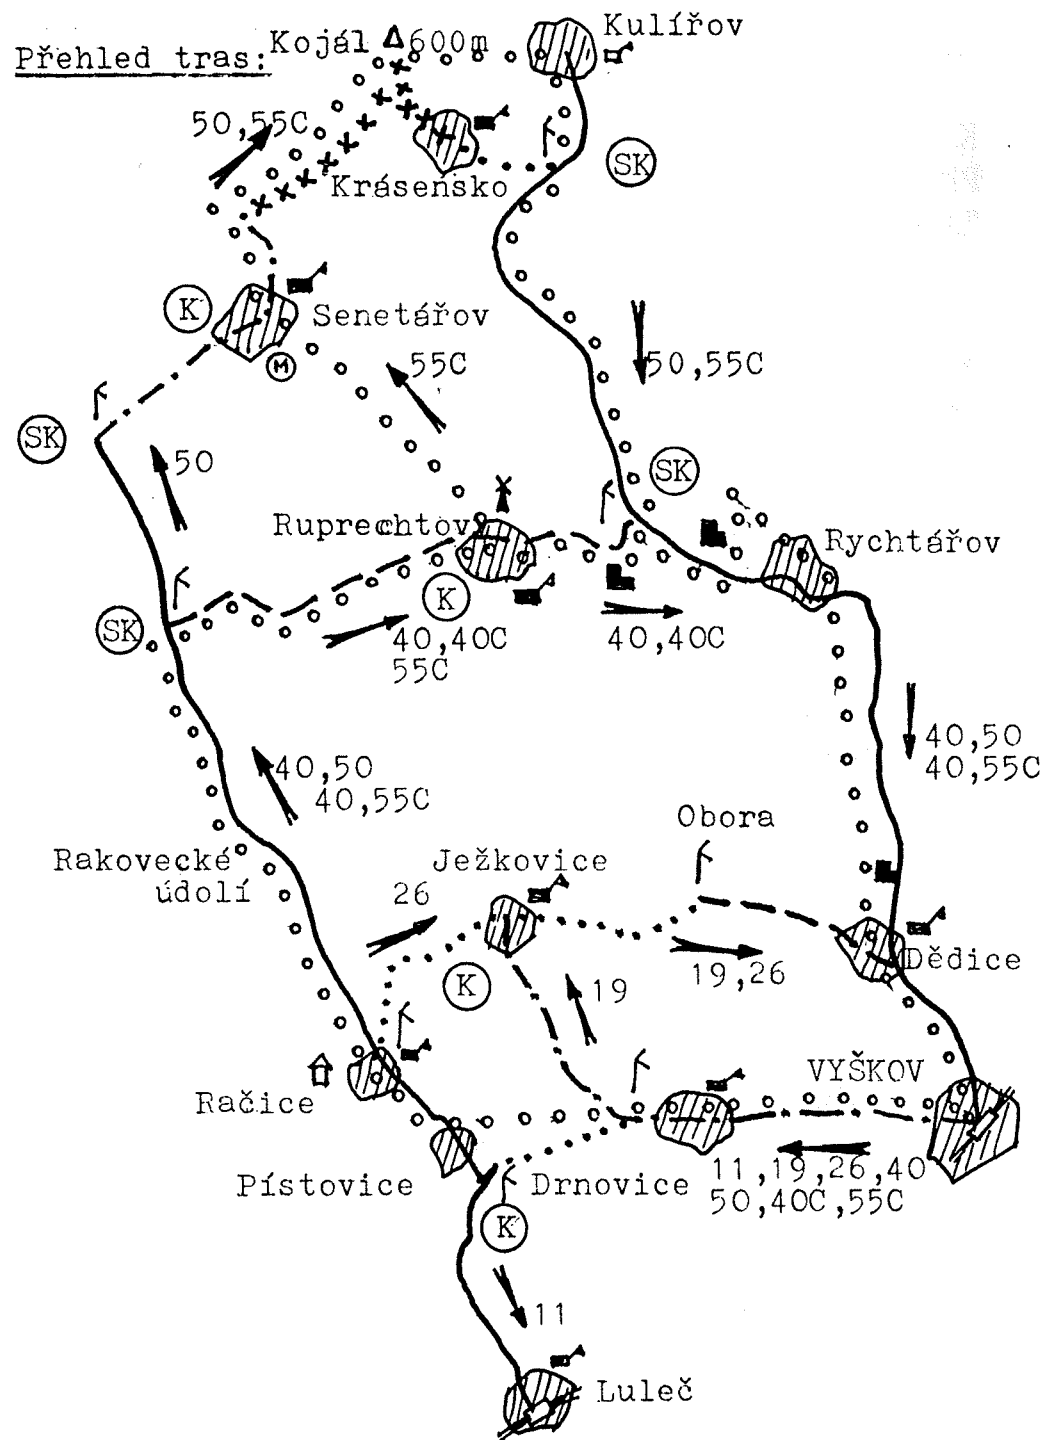 Přehled tras:
Kojál Δ600m
Kulířov
50,55C
SK
Krásensko
K
Senetářov
M
55C
50,55C
SK
50
SK
Ruprechtov
Rychtářov
K
SK
40,40C
55C
40,40C
40,50
40,55C
40,50
40,55C
Obora
Rakovecké
údolí
Ježkovice
26
19,26
Dědice
K
19
VYŠKOV
Račice
Pístovice
Drnovice
11,19,26,40
50,40C,55C
K
11
Luleč